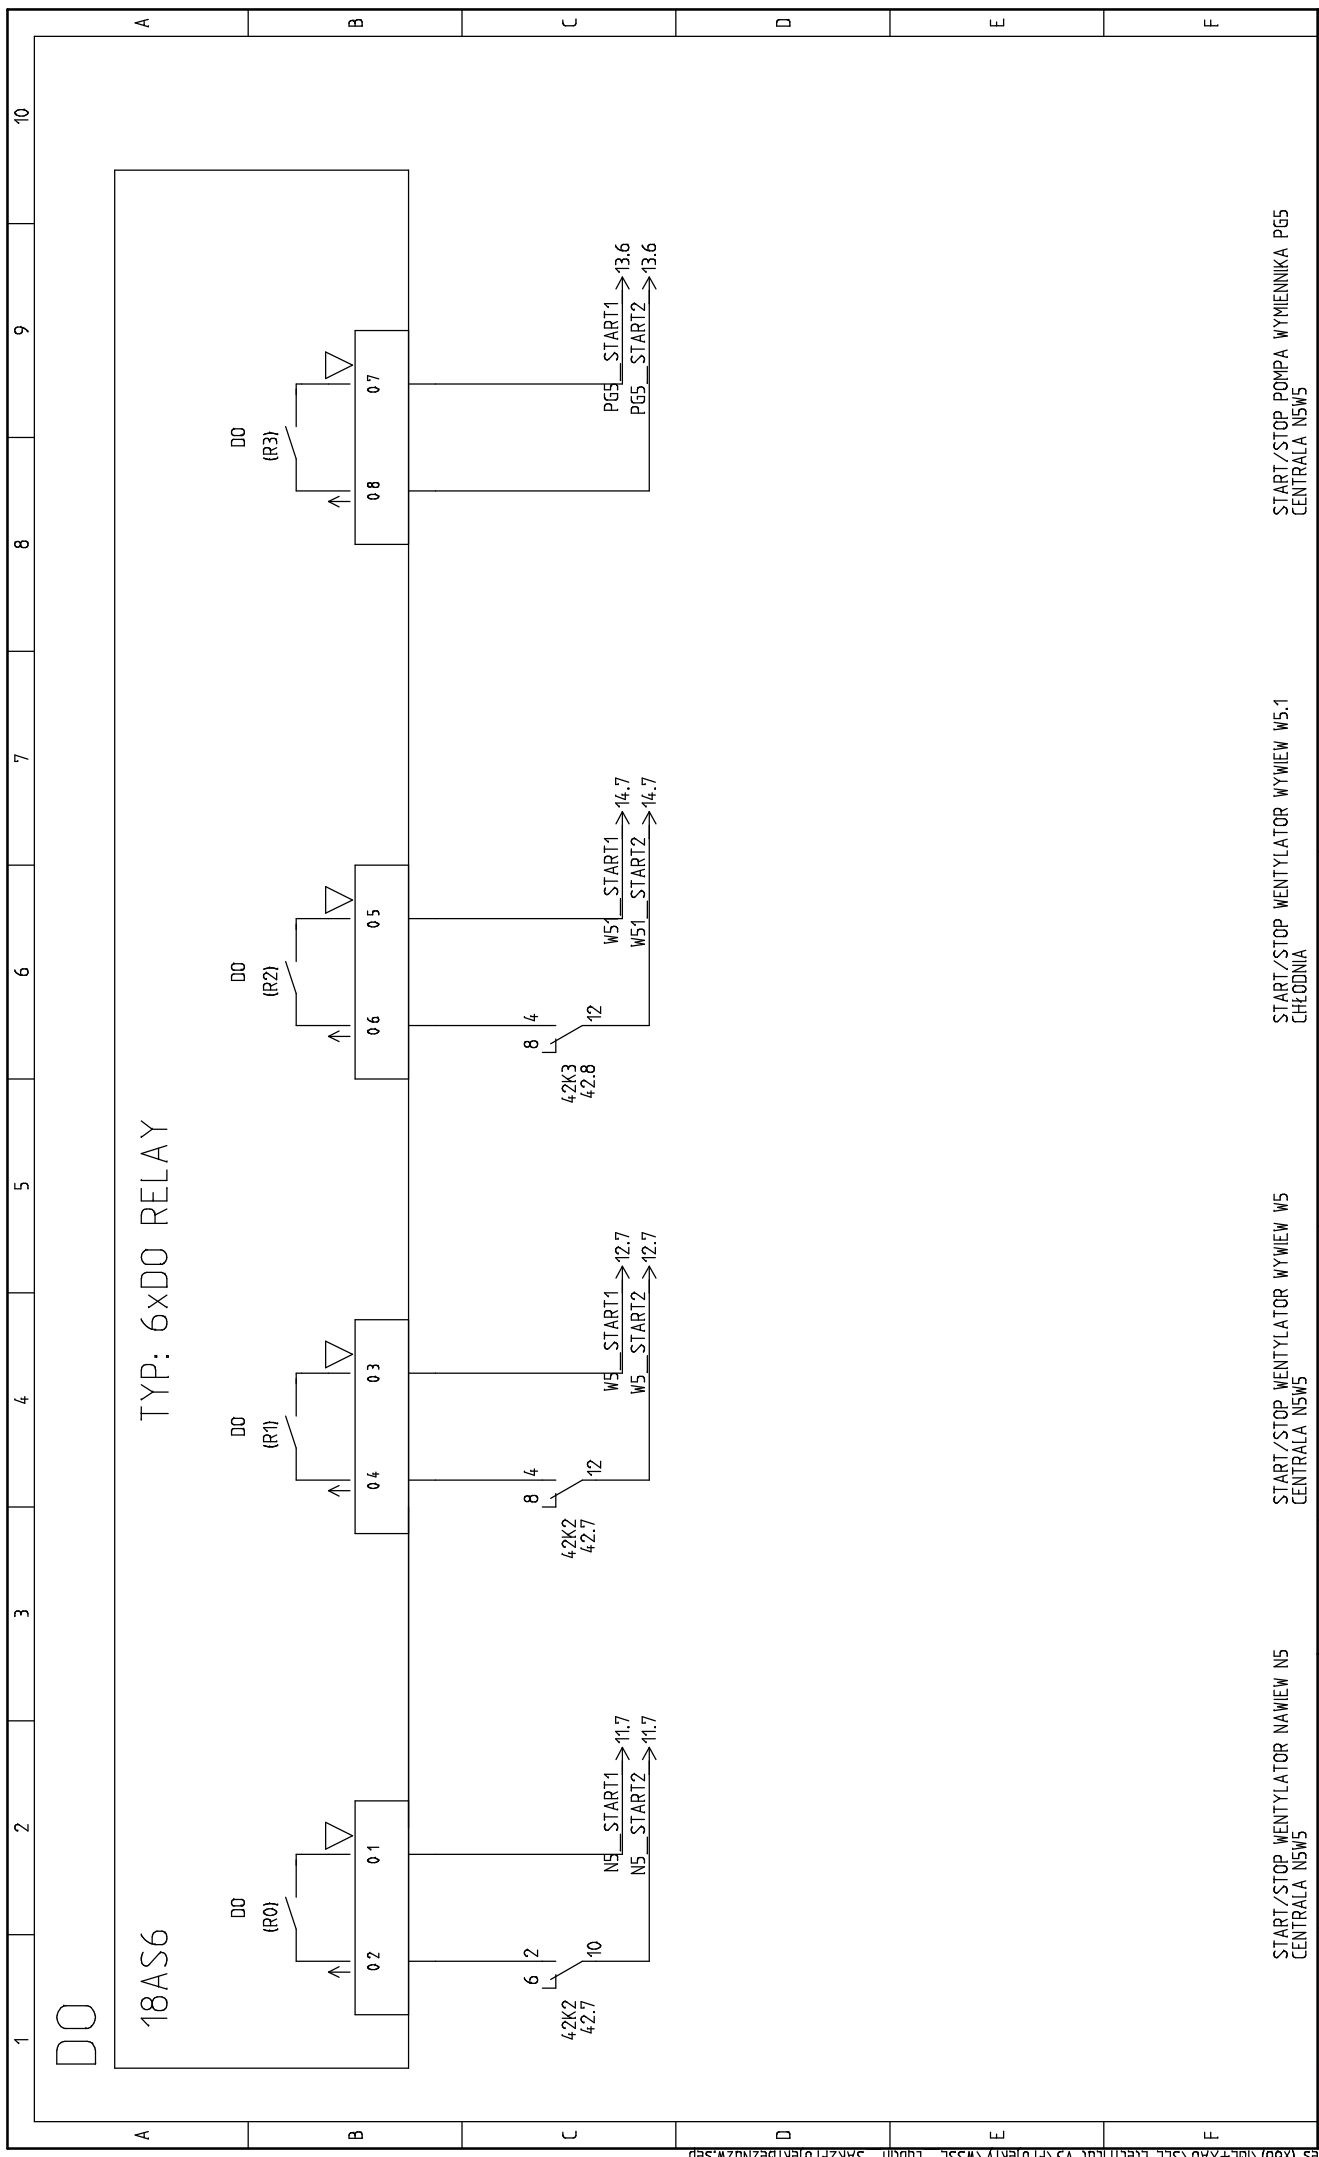 1 2 3 4 5 6 7 8 9 10
A
B
C
D
E
F
A
B
C
D
E
F
DO
18AS6
TYP: 6xDO RELAY
DO
(R0)
02 01
DO
(R1)
04 03
DO
(R2)
06 05
DO
(R3)
08 07
6 2
10
42K2
42.7
N5_START1 11.7
N5_START2 11.7
8 4
12
42K2
42.7
W5_START1 12.7
W5_START2 12.7
8 4
12
42K3
42.8
W51_START1 14.7
W51_START2 14.7
PG5_START1 13.6
PG5_START2 13.6
START/STOP WENTYLATOR NAWIEW N5
CENTRALA N5W5
START/STOP WENTYLATOR WYWIEW W5
CENTRALA N5W5
START/STOP WENTYLATOR WYWIEW W5.1
CHŁODNIA
START/STOP POMPA WYMIENNIKA PG5
CENTRALA N5W5